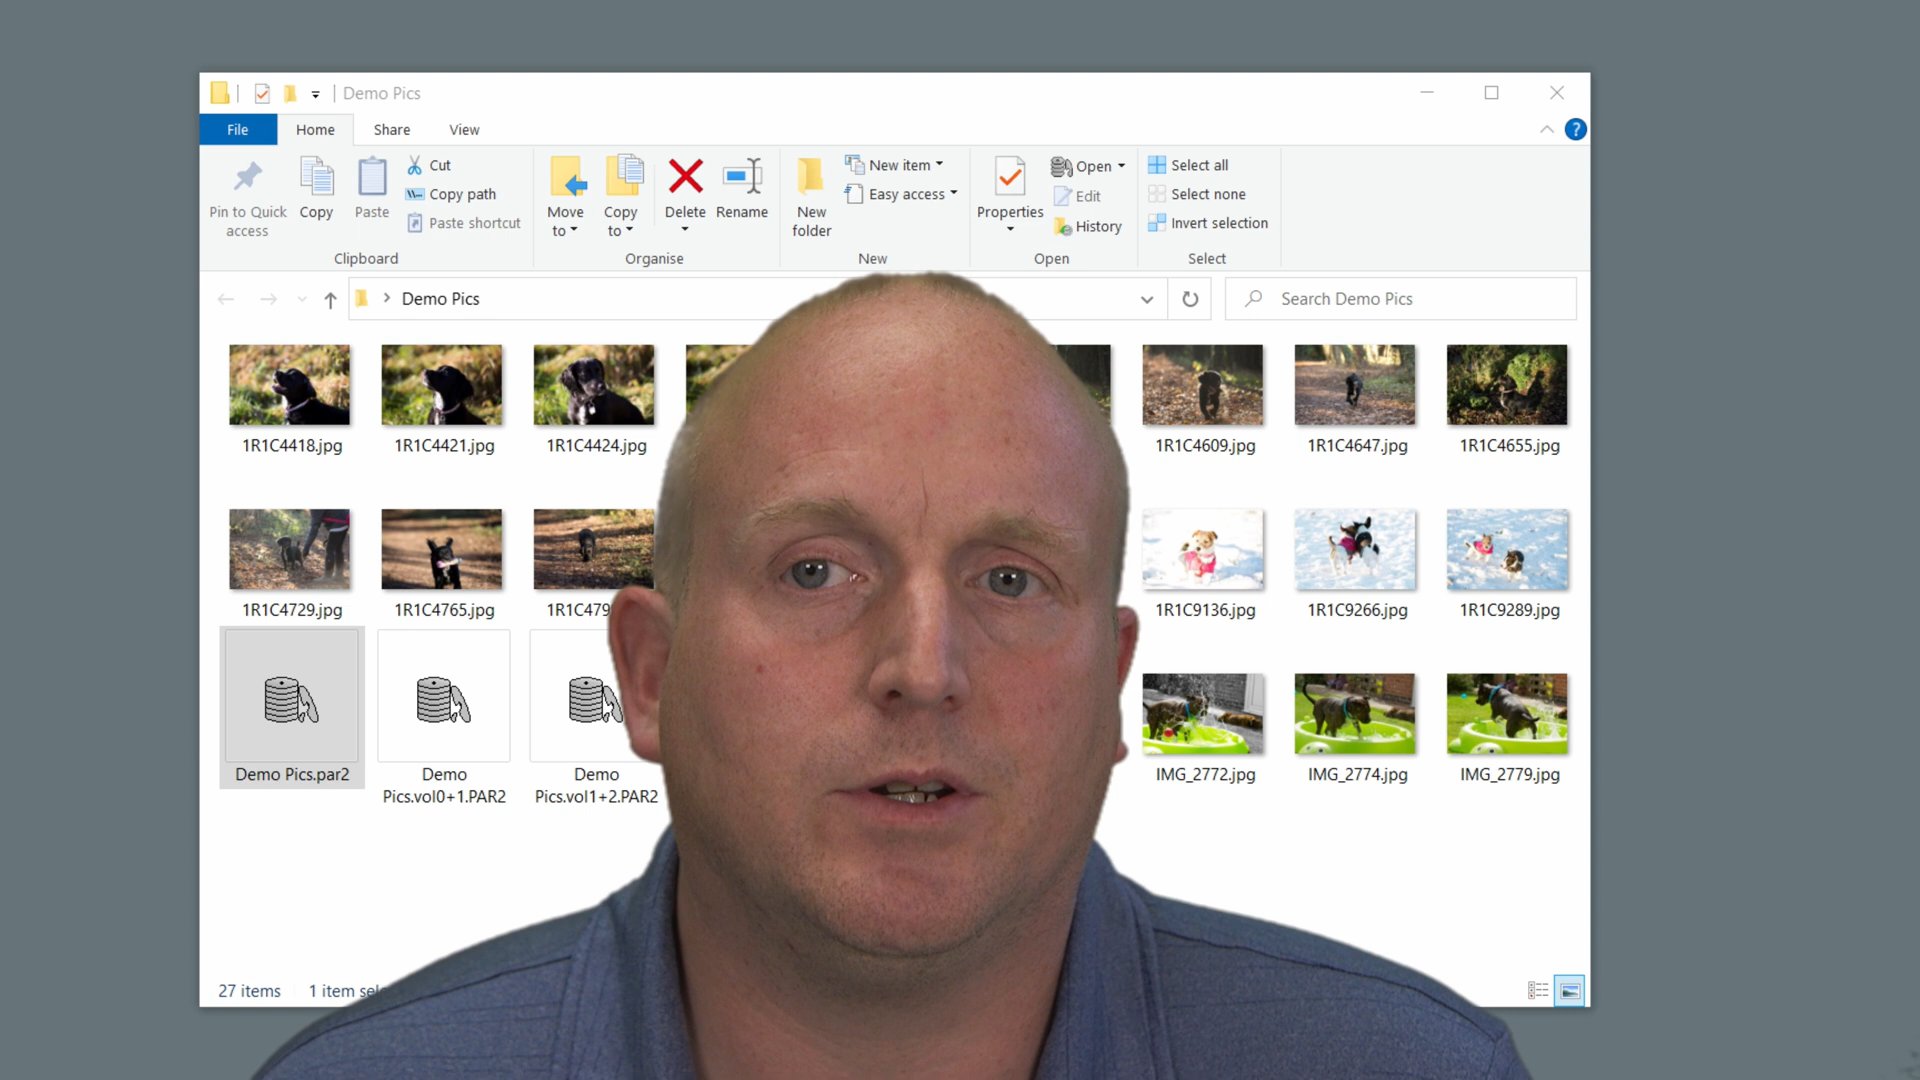 Demo Pics
File Home Share View
Pin to Quick access
Copy
Paste
Cut
Copy path
Paste shortcut
Clipboard
Move to
Copy to
Delete
Rename
Organise
New folder
New item
Easy access
New
Properties
Open
Edit
History
Open
Select all
Select none
Invert selection
Select
Demo Pics
Search Demo Pics
1R1C4418.jpg 1R1C4421.jpg 1R1C4424.jpg 1R1C4609.jpg 1R1C4647.jpg 1R1C4655.jpg
1R1C4729.jpg 1R1C4765.jpg 1R1C479 1R1C9136.jpg 1R1C9266.jpg 1R1C9289.jpg
Demo Pics.par2 Demo Demo IMG_2772.jpg IMG_2774.jpg IMG_2779.jpg
Pics.vol0+1.PAR2 Pics.vol1+2.PAR2
27 items 1 item